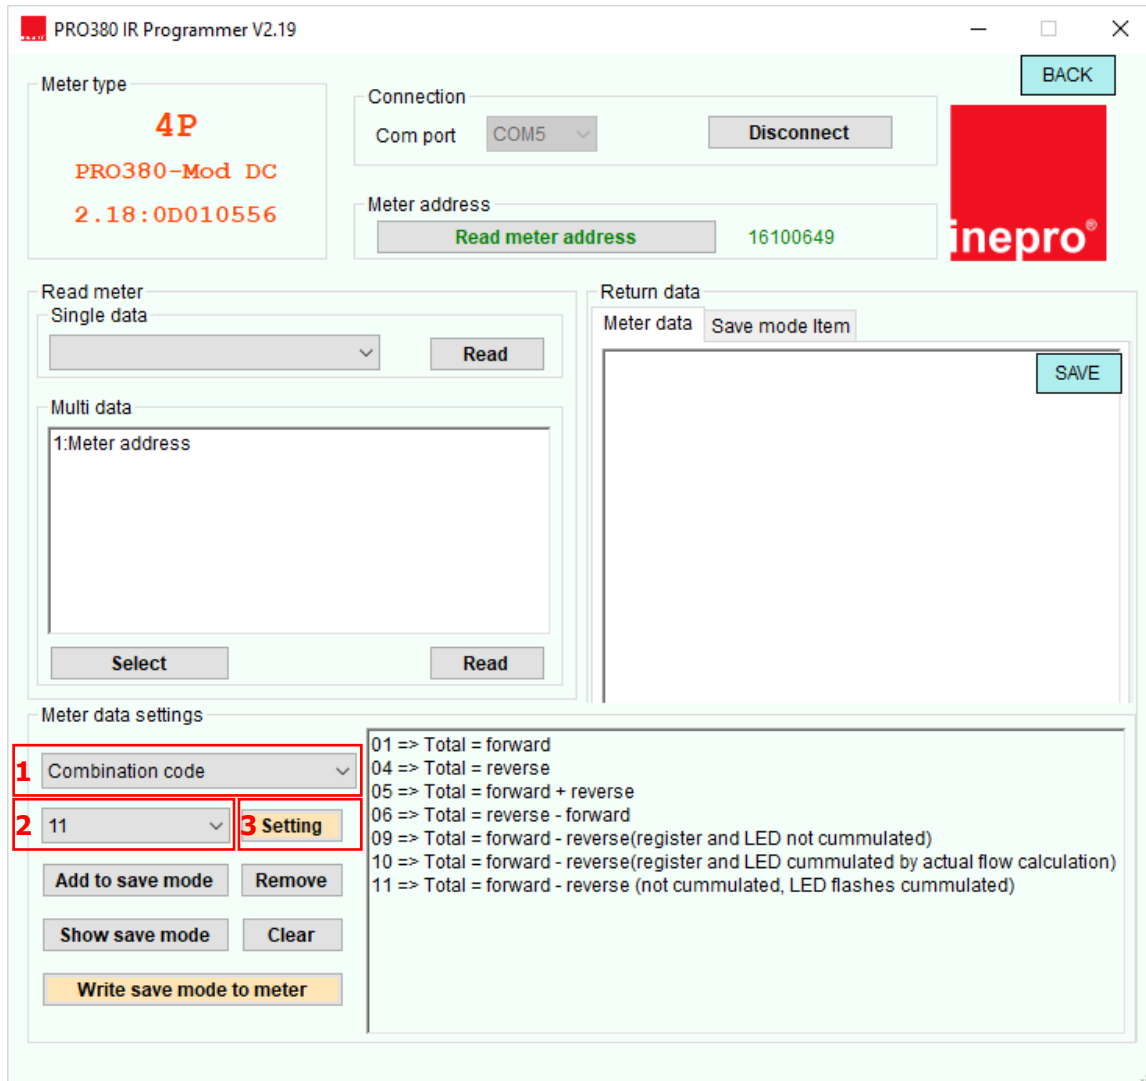 PRO380 IR Programmer V2.19
BACK
Meter type
4P
PRO380-Mod DC
2.18:0D010556
Connection
Com port COM5 Disconnect
Meter address
Read meter address 16100649
inepro®
Read meter
Single data
Read
Multi data
1:Meter address
Select Read
Return data
Meter data Save mode Item
SAVE
Meter data settings
1 Combination code
2 11 3 Setting
Add to save mode Remove
Show save mode Clear
Write save mode to meter
01 => Total = forward
04 => Total = reverse
05 => Total = forward + reverse
06 => Total = reverse - forward
09 => Total = forward - reverse(register and LED not cummulated)
10 => Total = forward - reverse(register and LED cummulated by actual flow calculation)
11 => Total = forward - reverse (not cummulated, LED flashes cummulated)